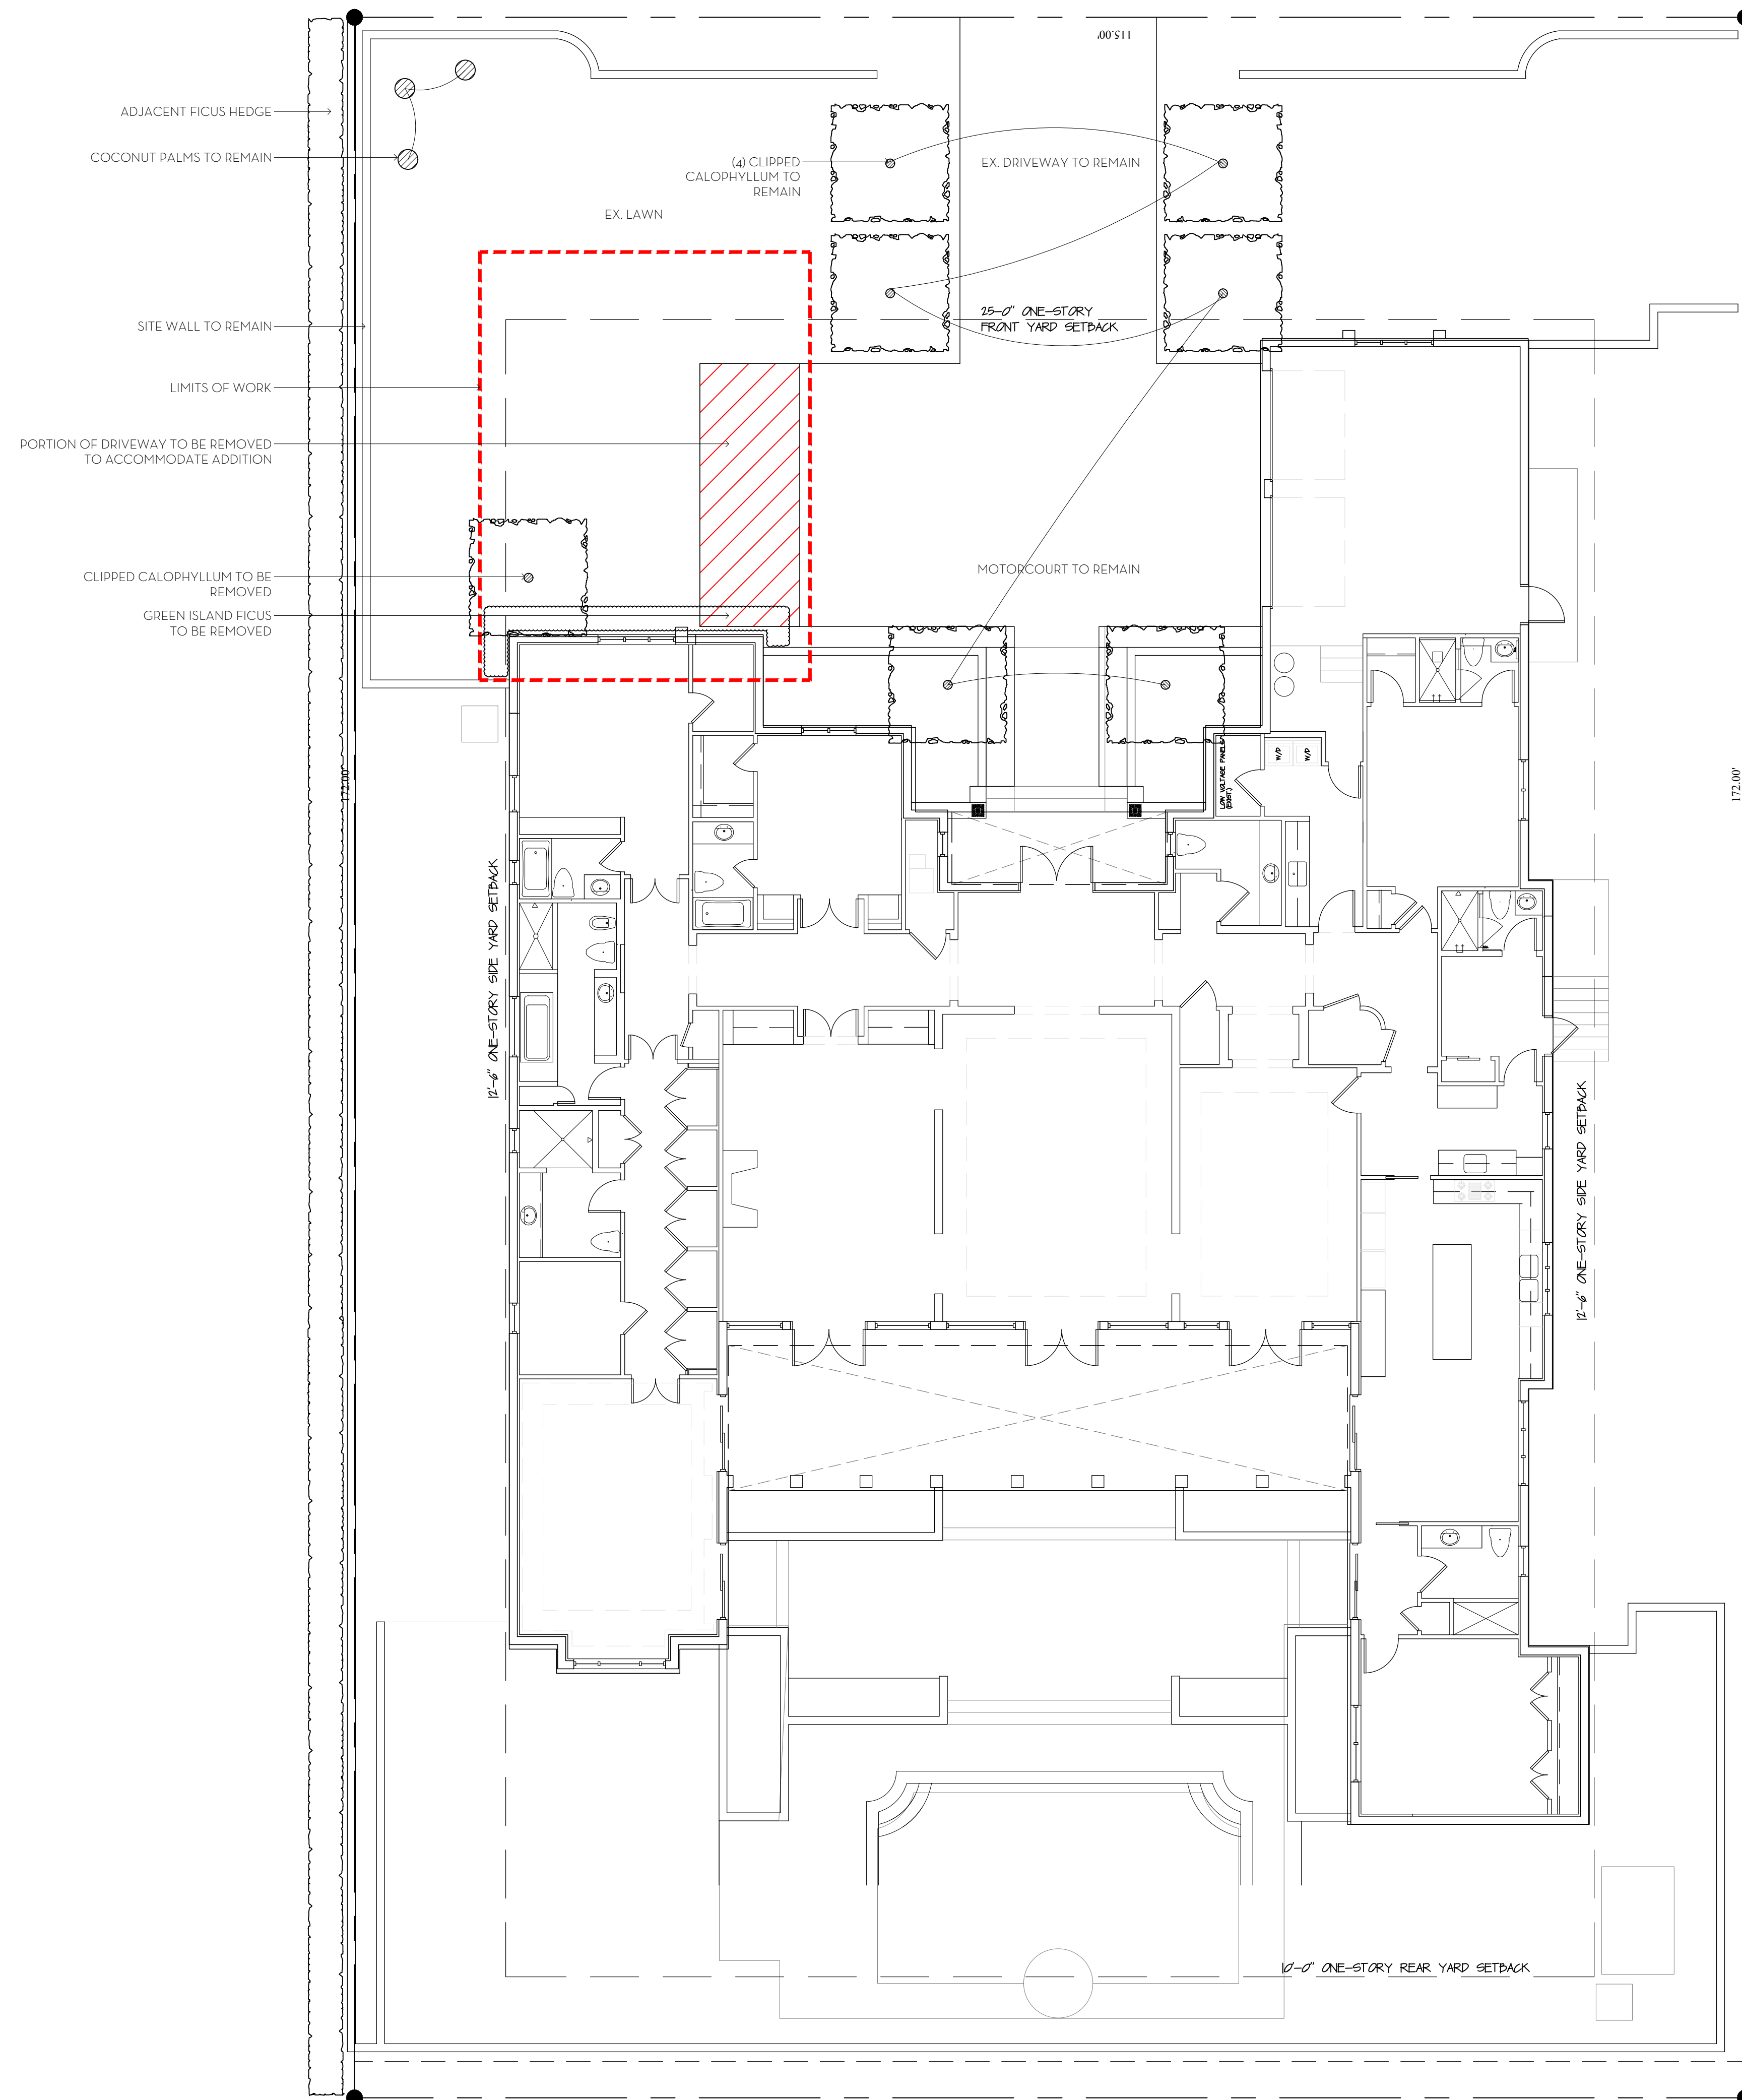 115.00'
ADJACENT FICUS HEDGE
COCONUT PALMS TO REMAIN
(4) CLIPPED
CALOPHYLLUM TO
REMAIN
EX. DRIVEWAY TO REMAIN
EX. LAWN
25-0" ONE-STORY
FRONT YARD SETBACK
SITE WALL TO REMAIN
LIMITS OF WORK
PORTION OF DRIVEWAY TO BE REMOVED
TO ACCOMMODATE ADDITION
MOTORCOURT TO REMAIN
CLIPPED CALOPHYLLUM TO BE
REMOVED
GREEN ISLAND FICUS
TO BE REMOVED
LOW VOLTAGE PANELS
(EXIST.)
W/D
W/D
172.00'
172.00'
12'-6" ONE-STORY SIDE YARD SETBACK
12'-6" ONE-STORY SIDE YARD SETBACK
10'-0" ONE-STORY REAR YARD SETBACK